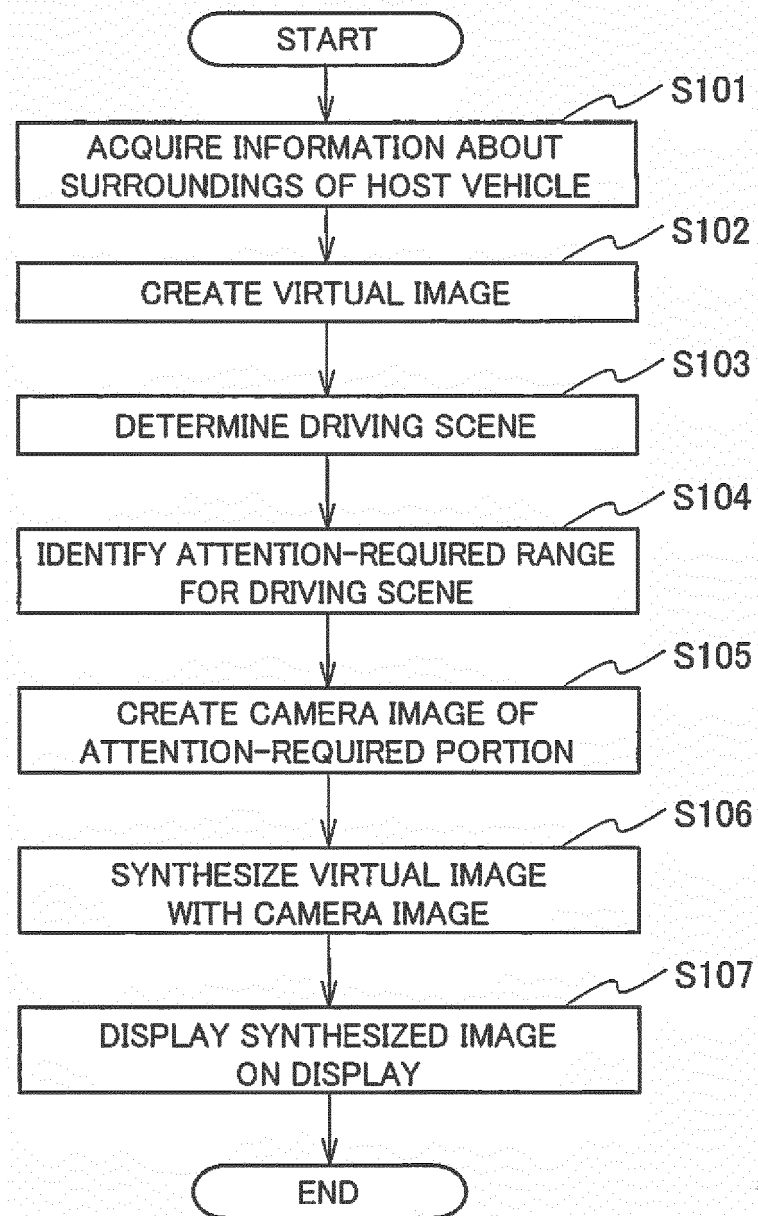 START
S101
ACQUIRE INFORMATION ABOUT
SURROUNDINGS OF HOST VEHICLE
S102
CREATE VIRTUAL IMAGE
S103
DETERMINE DRIVING SCENE
S104
IDENTIFY ATTENTION-REQUIRED RANGE
FOR DRIVING SCENE
S105
CREATE CAMERA IMAGE OF
ATTENTION-REQUIRED PORTION
S106
SYNTHESIZE VIRTUAL IMAGE
WITH CAMERA IMAGE
S107
DISPLAY SYNTHESIZED IMAGE
ON DISPLAY
END